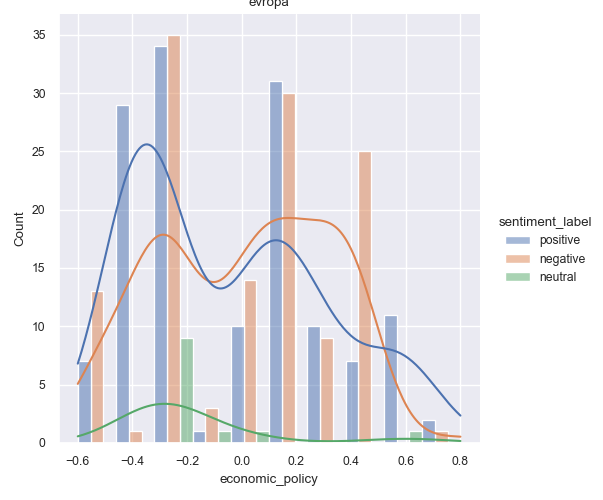 evropa
35
30
25
20
15
10
5
0
Count
−0.6 −0.4 −0.2 0.0 0.2 0.4 0.6 0.8
economic_policy
sentiment_label
positive
negative
neutral